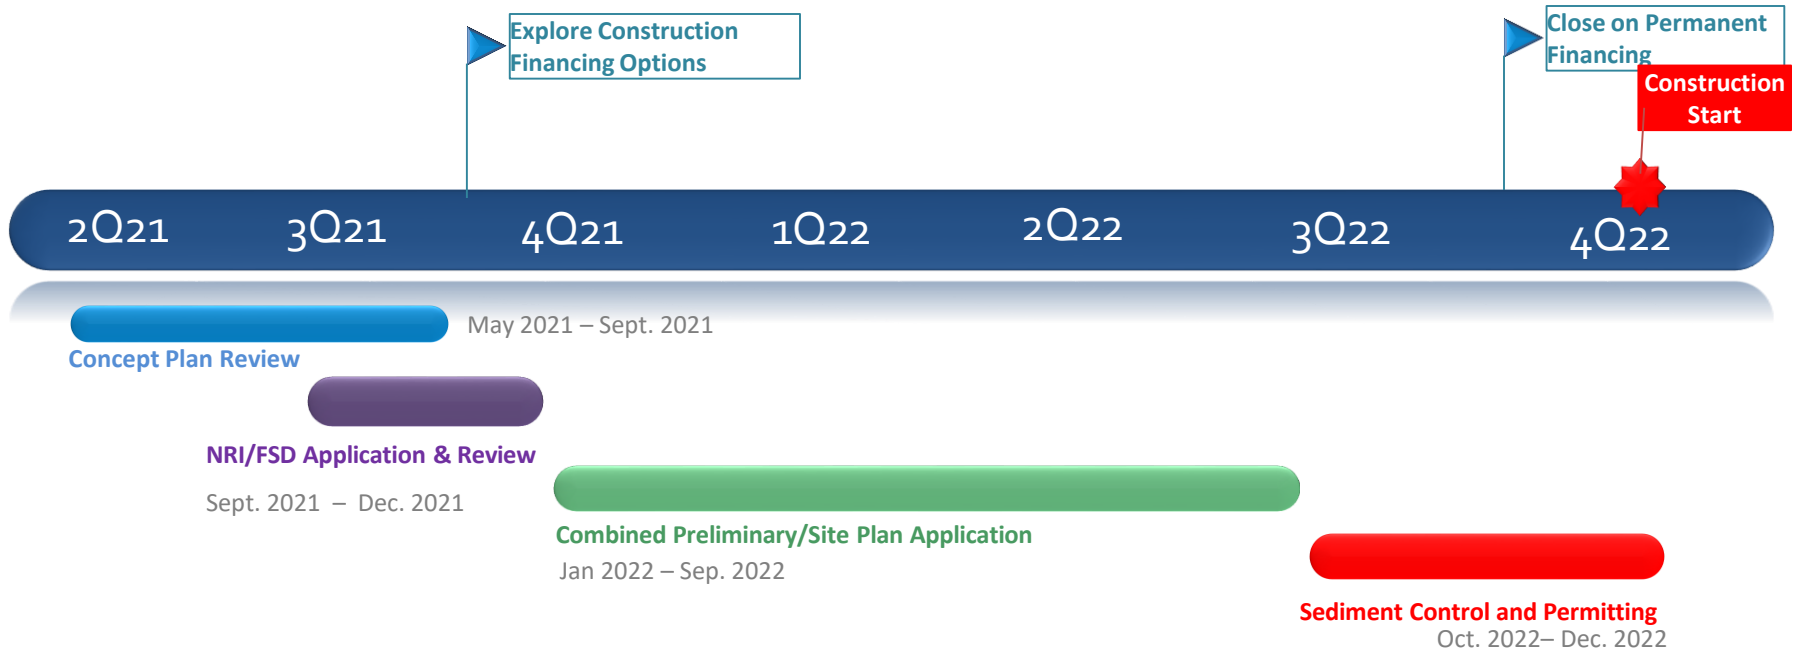 Explore Construction
Financing Options
Close on Permanent
Financing
Construction
Start
2Q21 3Q21 4Q21 1Q22 2Q22 3Q22 4Q22
May 2021 – Sept. 2021
Concept Plan Review
NRI/FSD Application & Review
Sept. 2021 – Dec. 2021
Combined Preliminary/Site Plan Application
Jan 2022 – Sep. 2022
Sediment Control and Permitting
Oct. 2022– Dec. 2022